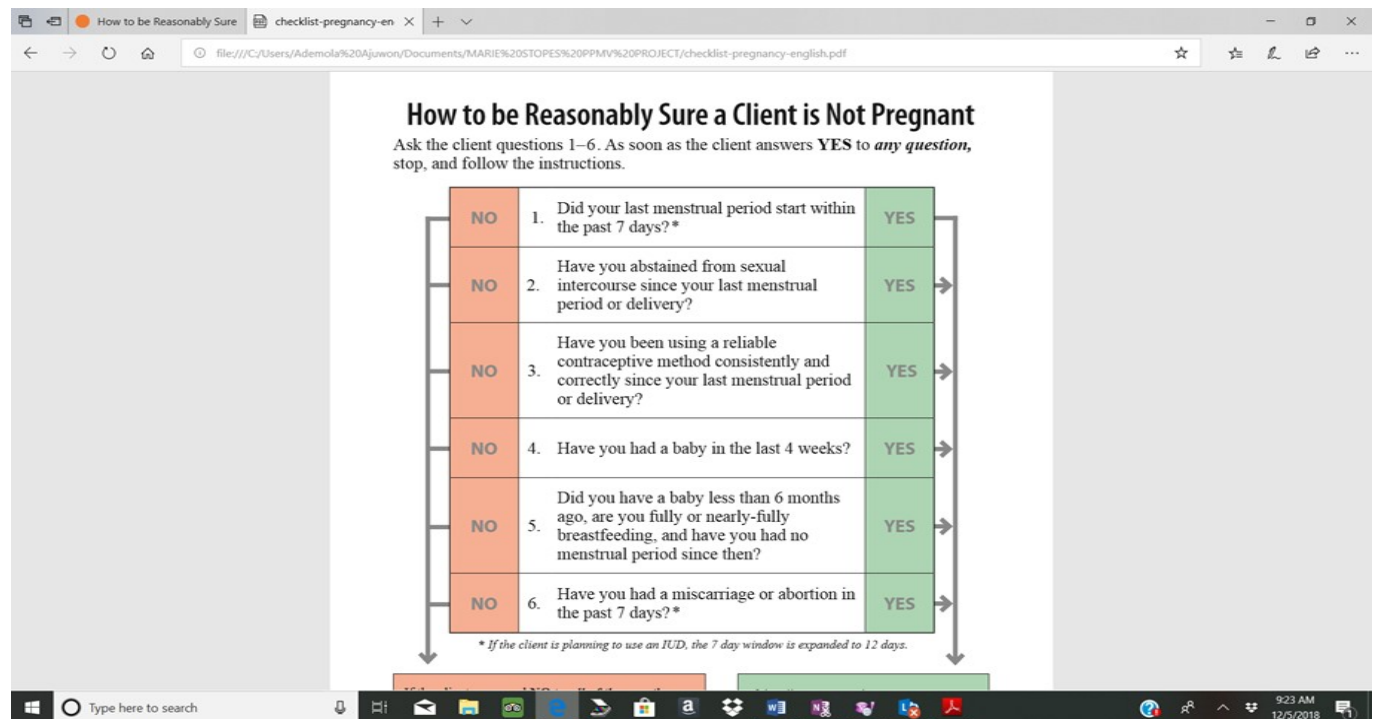 How to be Reasonably Sure
checklist-pregnancy-en
file:///C:/Users/Ademola%20Ajuwon/Documents/MARIE%20STOPES%20PPMV%20PROJECT/checklist-pregnancy-english.pdf
How to be Reasonably Sure a Client is Not Pregnant
Ask the client questions 1–6. As soon as the client answers YES to any question,
stop, and follow the instructions.
NO 1. Did your last menstrual period start within YES
the past 7 days?*
Have you abstained from sexual
NO 2. intercourse since your last menstrual YES
period or delivery?
Have you been using a reliable
NO 3. contraceptive method consistently and YES
correctly since your last menstrual period
or delivery?
NO 4. Have you had a baby in the last 4 weeks? YES
Did you have a baby less than 6 months
ago, are you fully or nearly-fully
NO 5. breastfeeding, and have you had no YES
menstrual period since then?
NO 6. Have you had a miscarriage or abortion in YES
the past 7 days?*
* If the client is planning to use an IUD, the 7 day window is expanded to 12 days.
Type here to search
9:23 AM
12/5/2018